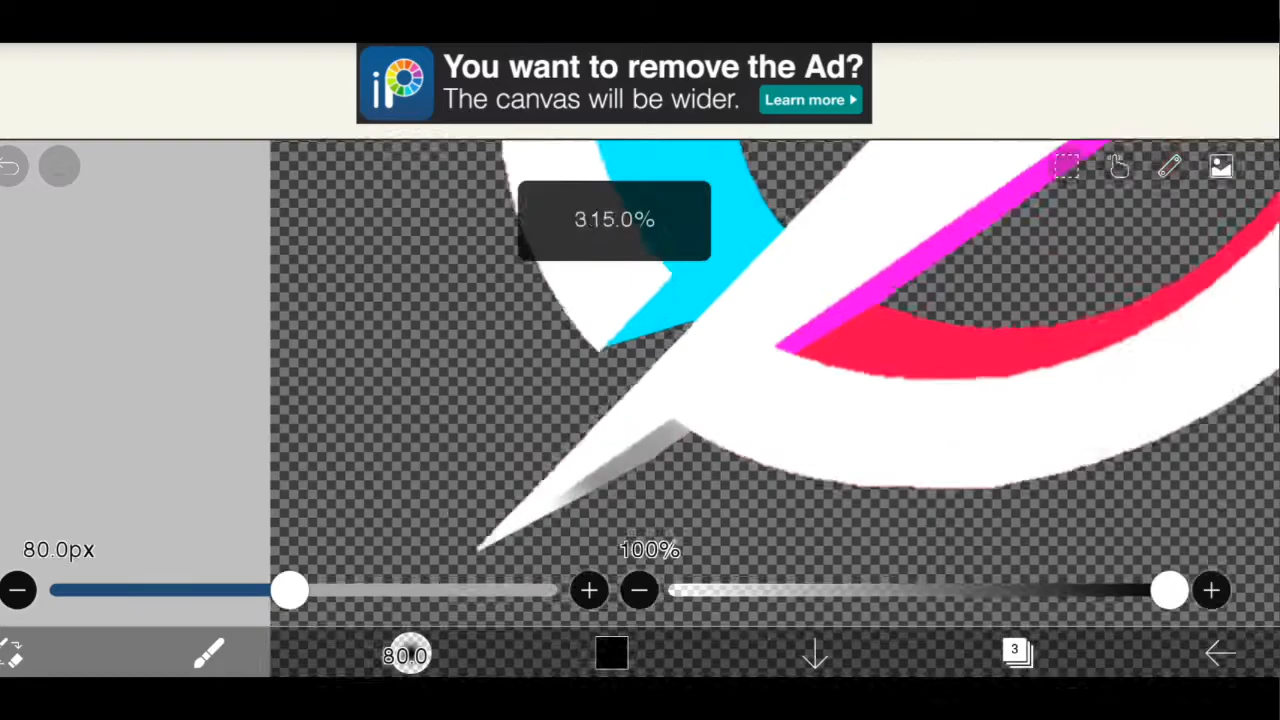 iP
You want to remove the Ad?
The canvas will be wider.
Learn more
315.0%
80.0px
100%
80.0
3